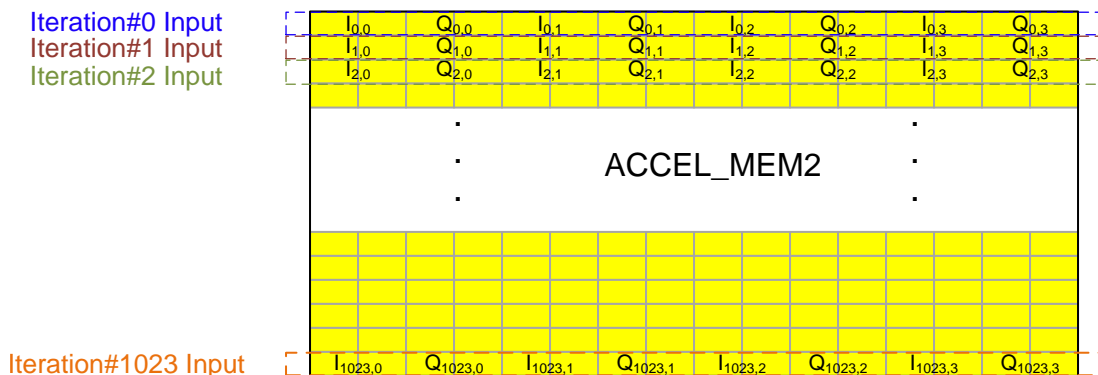 Iteration#0 Input I0,0 Q0,0 I0,1 Q0,1 I0,2 Q0,2 I0,3 Q0,3
Iteration#1 Input I1,0 Q1,0 I1,1 Q1,1 I1,2 Q1,2 I1,3 Q1,3
Iteration#2 Input I2,0 Q2,0 I2,1 Q2,1 I2,2 Q2,2 I2,3 Q2,3
ACCEL_MEM2
Iteration#1023 Input I1023,0 Q1023,0 I1023,1 Q1023,1 I1023,2 Q1023,2 I1023,3 Q1023,3